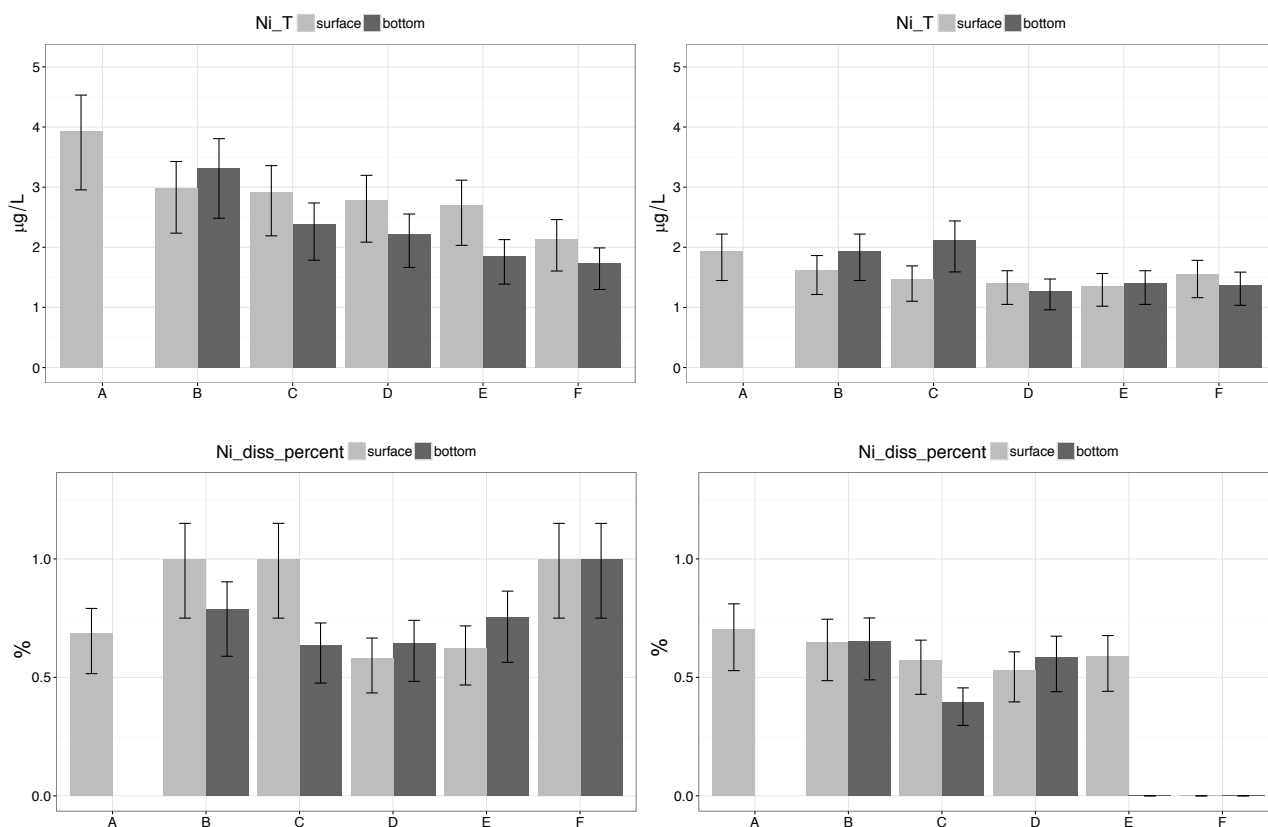 Ni_T surface bottom
5
4
3
2
1
0
µg/L
A B C D E F
Ni_T surface bottom
5
4
3
2
1
0
µg/L
A B C D E F
Ni_diss_percent surface bottom
1.0
0.5
0.0
%
A B C D E F
Ni_diss_percent surface bottom
1.0
0.5
0.0
%
A B C D E F